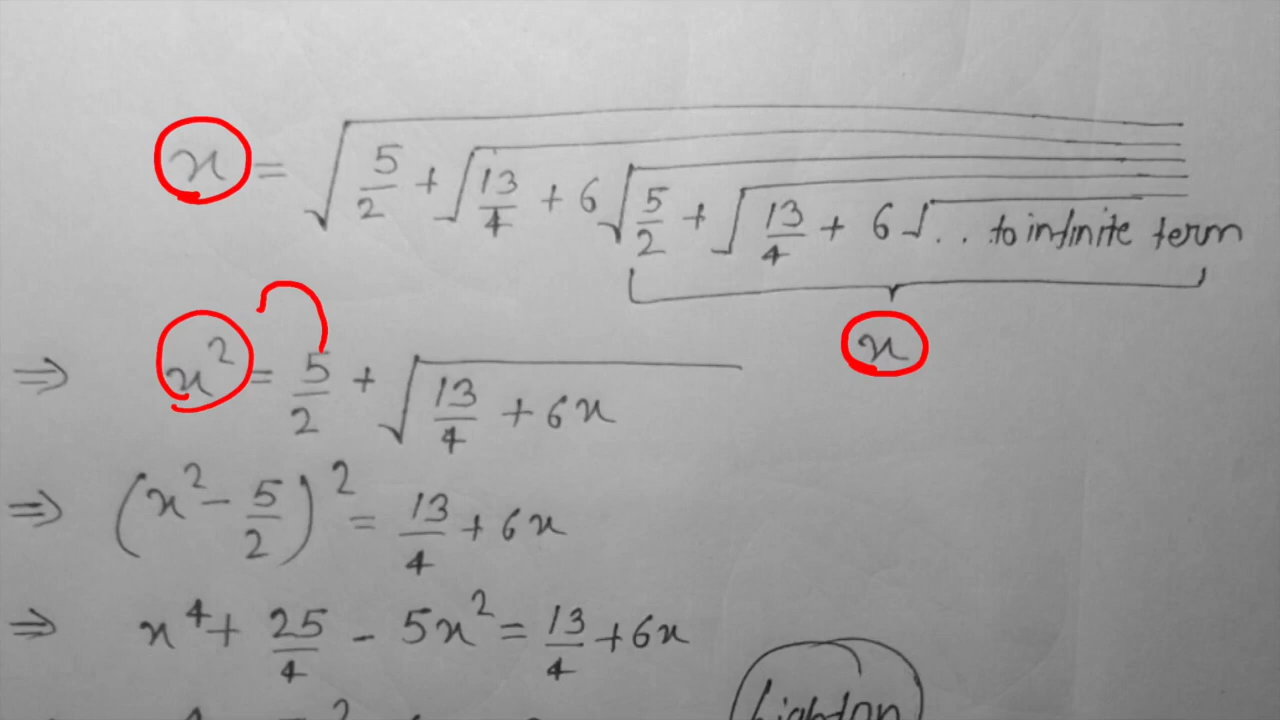 x = √(5/2 + √(13/4 + 6√(5/2 + √(13/4 + 6√.. to infinite term
x
⇒ x² = 5/2 + √(13/4 + 6x)
⇒ (x² - 5/2)² = 13/4 + 6x
⇒ x⁴ + 25/4 - 5x² = 13/4 + 6x